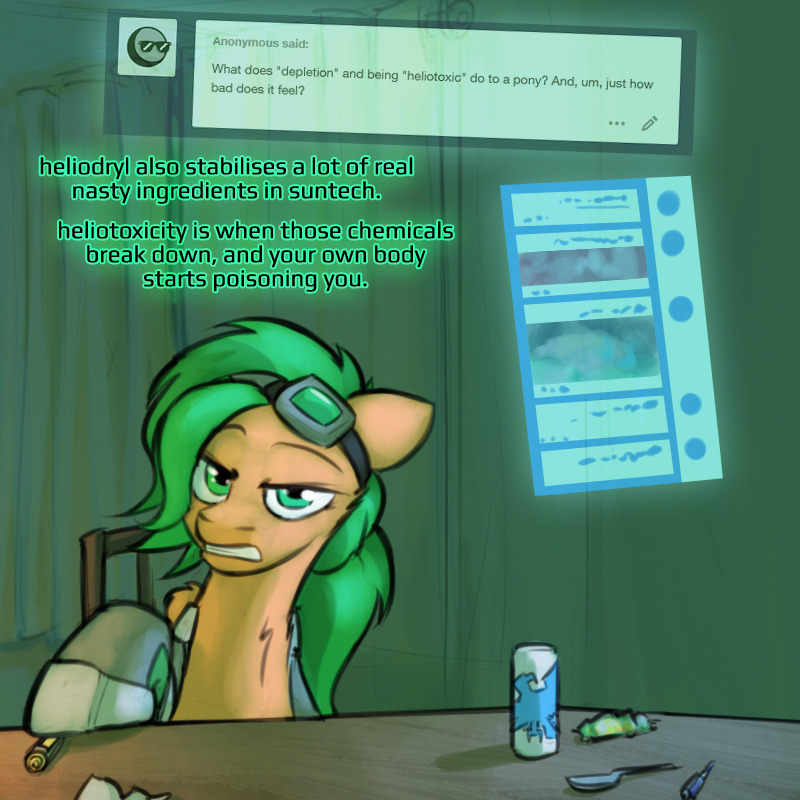 Anonymous said:
What does "depletion" and being "heliotoxic" do to a pony? And, um, just how
bad does it feel?
heliodryl also stabilises a lot of real
nasty ingredients in suntech.
heliotoxicity is when those chemicals
break down, and your own body
starts poisoning you.